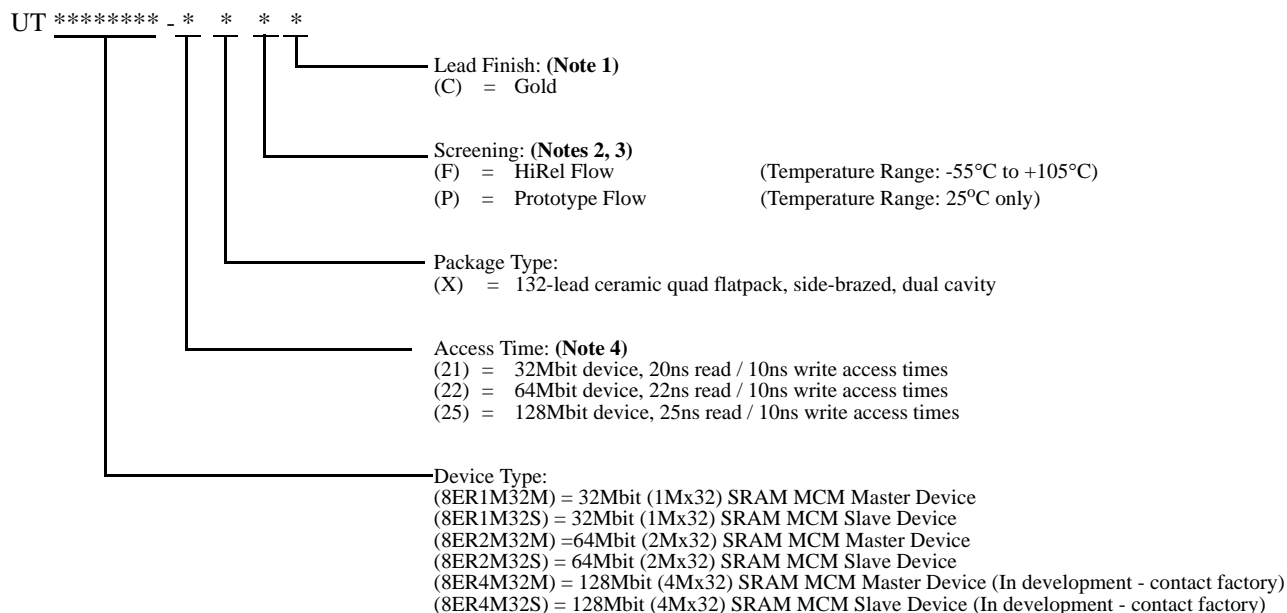 UT ******** - * * * *
Lead Finish: (Note 1)
(C) = Gold
Screening: (Notes 2, 3)
(F) = HiRel Flow (Temperature Range: -55°C to +105°C)
(P) = Prototype Flow (Temperature Range: 25°C only)
Package Type:
(X) = 132-lead ceramic quad flatpack, side-brazed, dual cavity
Access Time: (Note 4)
(21) = 32Mbit device, 20ns read / 10ns write access times
(22) = 64Mbit device, 22ns read / 10ns write access times
(25) = 128Mbit device, 25ns read / 10ns write access times
Device Type:
(8ER1M32M) = 32Mbit (1Mx32) SRAM MCM Master Device
(8ER1M32S) = 32Mbit (1Mx32) SRAM MCM Slave Device
(8ER2M32M) =64Mbit (2Mx32) SRAM MCM Master Device
(8ER2M32S) = 64Mbit (2Mx32) SRAM MCM Slave Device
(8ER4M32M) = 128Mbit (4Mx32) SRAM MCM Master Device (In development - contact factory)
(8ER4M32S) = 128Mbit (4Mx32) SRAM MCM Slave Device (In development - contact factory)